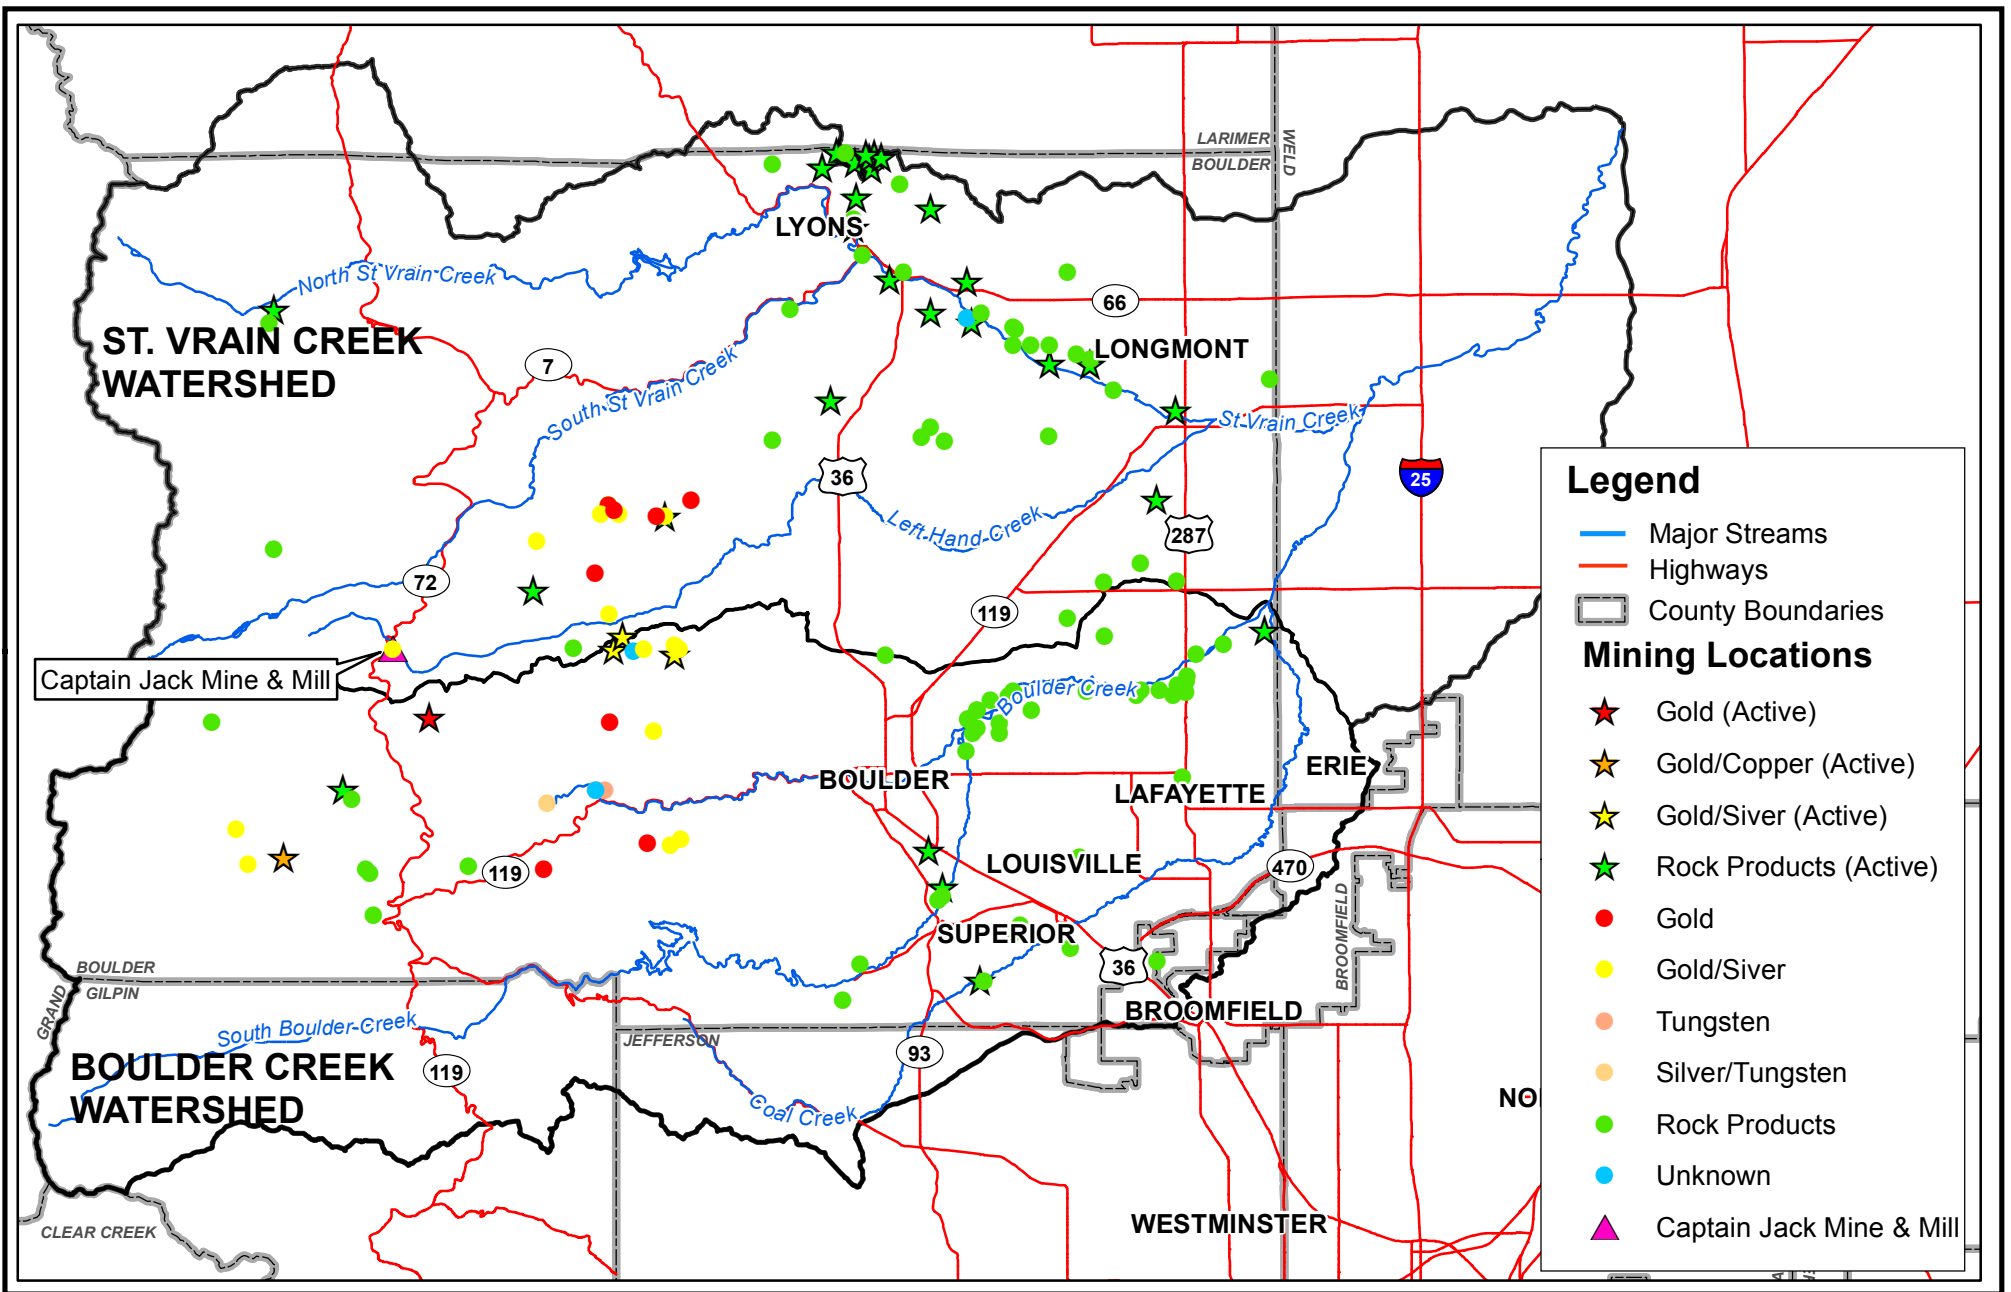 LARIMER
BOULDER
WELD
LYONS
North St Vrain Creek
66
ST. VRAIN CREEK
WATERSHED
7
LONGMONT
South St Vrain Creek
St Vrain Creek
36
25
Left Hand Creek
287
72
119
Captain Jack Mine & Mill
Boulder Creek
BOULDER
ERIE
LAFAYETTE
LOUISVILLE
119
470
SUPERIOR
BROOMFIELD
36
BOULDER
GILPIN
GRAND
BROOMFIELD
South Boulder Creek
JEFFERSON
93
BOULDER CREEK
WATERSHED
119
Coal Creek
NO
CLEAR CREEK
WESTMINSTER
Legend
Major Streams
Highways
County Boundaries
Mining Locations
Gold (Active)
Gold/Copper (Active)
Gold/Siver (Active)
Rock Products (Active)
Gold
Gold/Siver
Tungsten
Silver/Tungsten
Rock Products
Unknown
Captain Jack Mine & Mill